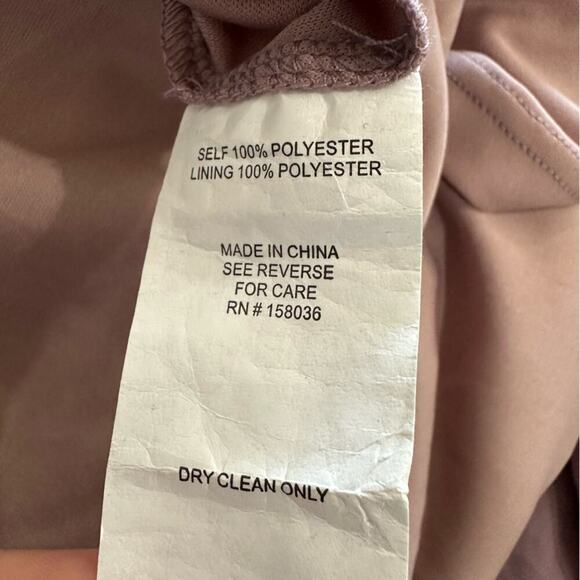 SELF 100% POLYESTER
LINING 100% POLYESTER
MADE IN CHINA
SEE REVERSE
FOR CARE
RN # 158036
DRY CLEAN ONLY